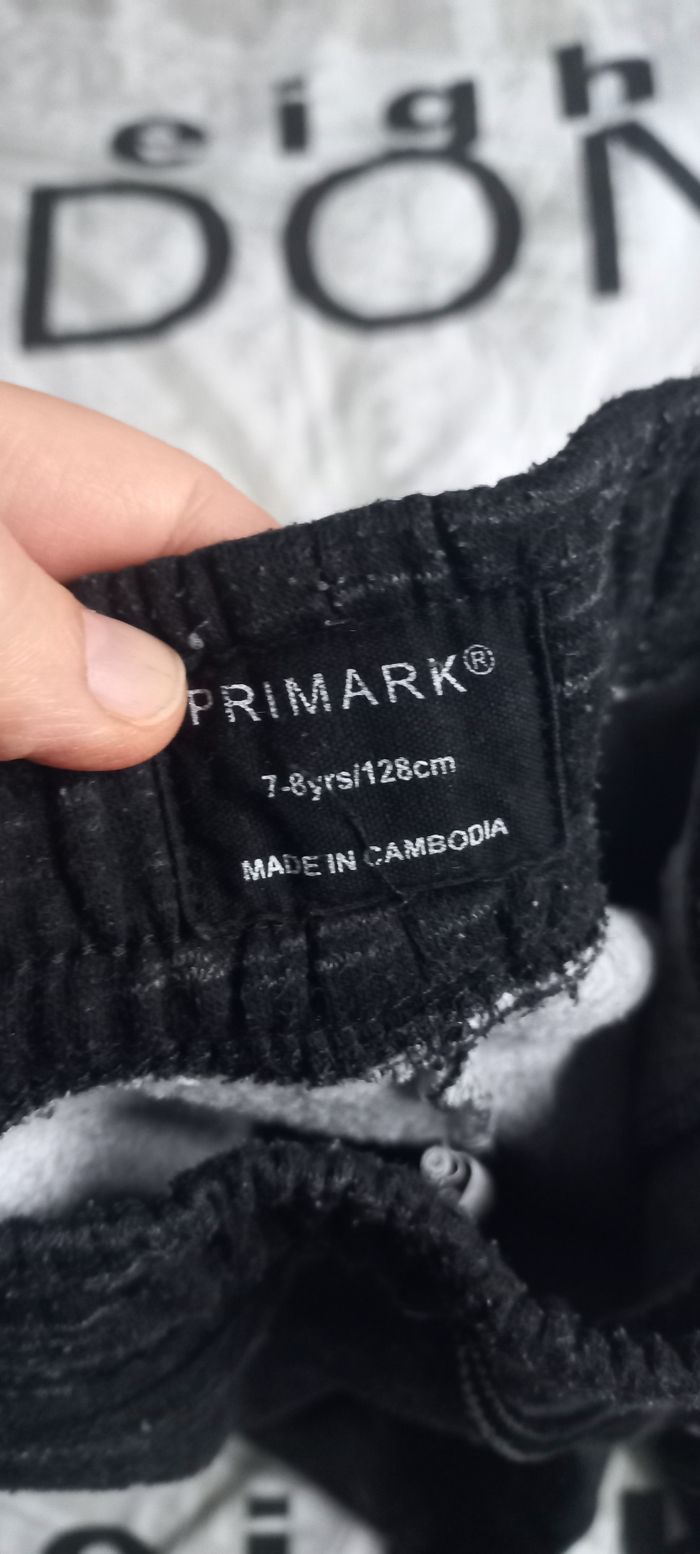 eigh
DON
PRIMARK®
7-8yrs/128cm
MADE IN CAMBODIA